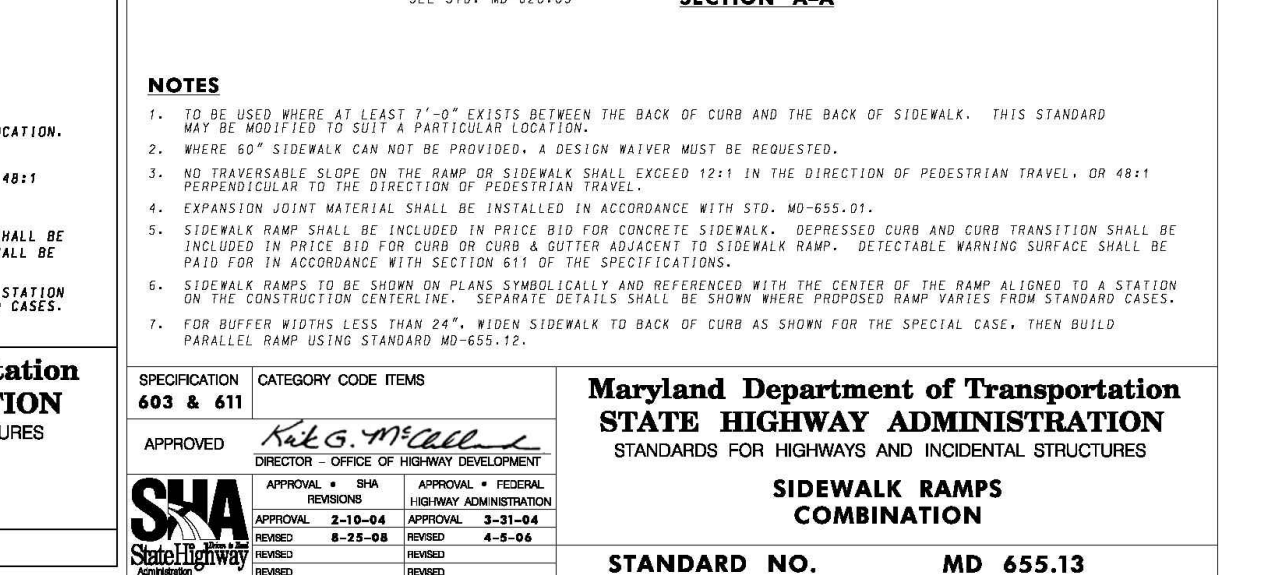 SECTION A-A
NOTES
1. TO BE USED WHERE AT LEAST 7'-0" EXISTS BETWEEN THE BACK OF CURB AND THE BACK OF SIDEWALK. THIS STANDARD
MAY BE MODIFIED TO SUIT A PARTICULAR LOCATION.
2. WHERE 60" SIDEWALK CAN NOT BE PROVIDED, A DESIGN WAIVER MUST BE REQUESTED.
3. NO TRAVERSABLE SLOPE ON THE RAMP OR SIDEWALK SHALL EXCEED 12:1 IN THE DIRECTION OF PEDESTRIAN TRAVEL, OR 48:1
PERPENDICULAR TO THE DIRECTION OF PEDESTRIAN TRAVEL.
4. EXPANSION JOINT MATERIAL SHALL BE INSTALLED IN ACCORDANCE WITH STD. MD-655.01.
5. SIDEWALK RAMP SHALL BE INCLUDED IN PRICE BID FOR CONCRETE SIDEWALK. DEPRESSED CURB AND CURB TRANSITION SHALL BE
INCLUDED IN PRICE BID FOR CURB OR CURB & GUTTER ADJACENT TO SIDEWALK RAMP. DETECTABLE WARNING SURFACE SHALL BE
PAID FOR IN ACCORDANCE WITH SECTION 611 OF THE SPECIFICATIONS.
6. SIDEWALK RAMPS TO BE SHOWN ON PLANS SYMBOLICALLY AND REFERENCED WITH THE CENTER OF THE RAMP ALIGNED TO A STATION
ON THE CONSTRUCTION CENTERLINE. SEPARATE DETAILS SHALL BE SHOWN WHERE PROPOSED RAMP VARIES FROM STANDARD CASES.
7. FOR BUFFER WIDTHS LESS THAN 24", WIDEN SIDEWALK TO BACK OF CURB AS SHOWN FOR THE SPECIAL CASE, THEN BUILD
PARALLEL RAMP USING STANDARD MD-655.12.
48:1
HALL BE
ALL BE
STATION
CASES.
SPECIFICATION
603 & 611
CATEGORY CODE ITEMS
APPROVED
Kirk G. McClelland
DIRECTOR - OFFICE OF HIGHWAY DEVELOPMENT
SHA
State Highway
Administration
APPROVAL • SHA
REVISIONS
APPROVAL • FEDERAL
HIGHWAY ADMINISTRATION
APPROVAL 2-10-04
APPROVAL 3-31-04
REVISED 8-25-08
REVISED 4-5-06
REVISED
REVISED
REVISED
REVISED
Maryland Department of Transportation
STATE HIGHWAY ADMINISTRATION
STANDARDS FOR HIGHWAYS AND INCIDENTAL STRUCTURES
SIDEWALK RAMPS
COMBINATION
STANDARD NO. MD 655.13